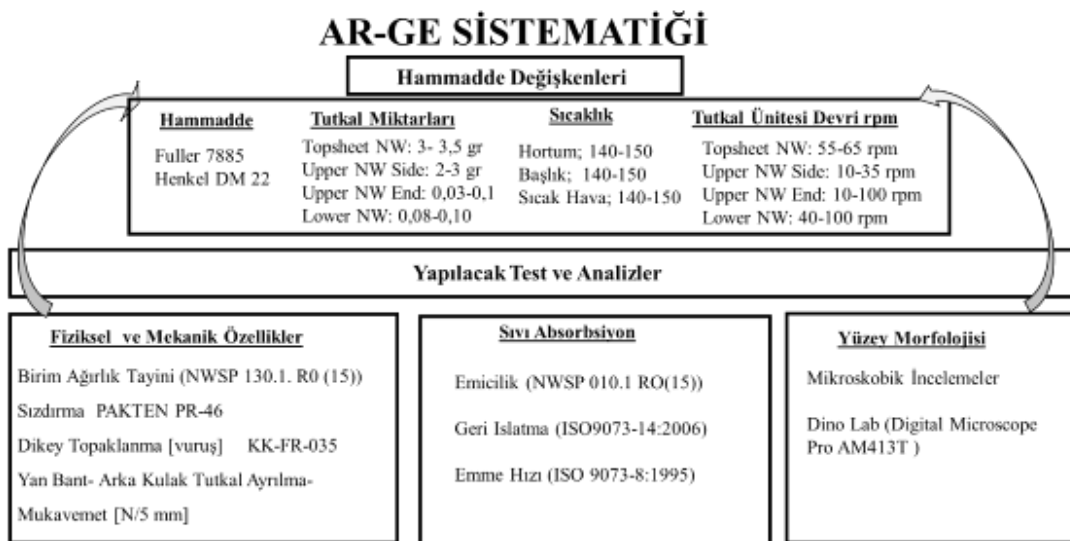 AR-GE SİSTEMATİĞİ
Hammadde Değişkenleri
Hammadde
Fuller 7885
Henkel DM 22
Tutkal Miktarları
Topsheet NW: 3- 3,5 gr
Upper NW Side: 2-3 gr
Upper NW End: 0,03-0,1
Lower NW: 0,08-0,10
Sıcaklık
Hortum; 140-150
Başlık; 140-150
Sıcak Hava; 140-150
Tutkal Ünitesi Devri rpm
Topsheet NW: 55-65 rpm
Upper NW Side: 10-35 rpm
Upper NW End: 10-100 rpm
Lower NW: 40-100 rpm
Yapılacak Test ve Analizler
Fiziksel ve Mekanik Özellikler
Birim Ağırlık Tayini (NWSP 130.1. R0 (15))
Sızdırma PAKTEN PR-46
Dikey Topaklanma [vuruş] KK-FR-035
Yan Bant- Arka Kulak Tutkal Ayrılma-
Mukavemet [N/5 mm]
Sıvı Absorbsiyon
Emicilik (NWSP 010.1 RO(15))
Geri Islatma (ISO9073-14:2006)
Emme Hızı (ISO 9073-8:1995)
Yüzey Morfolojisi
Mikroskobik İncelemeler
Dino Lab (Digital Microscope
Pro AM413T )